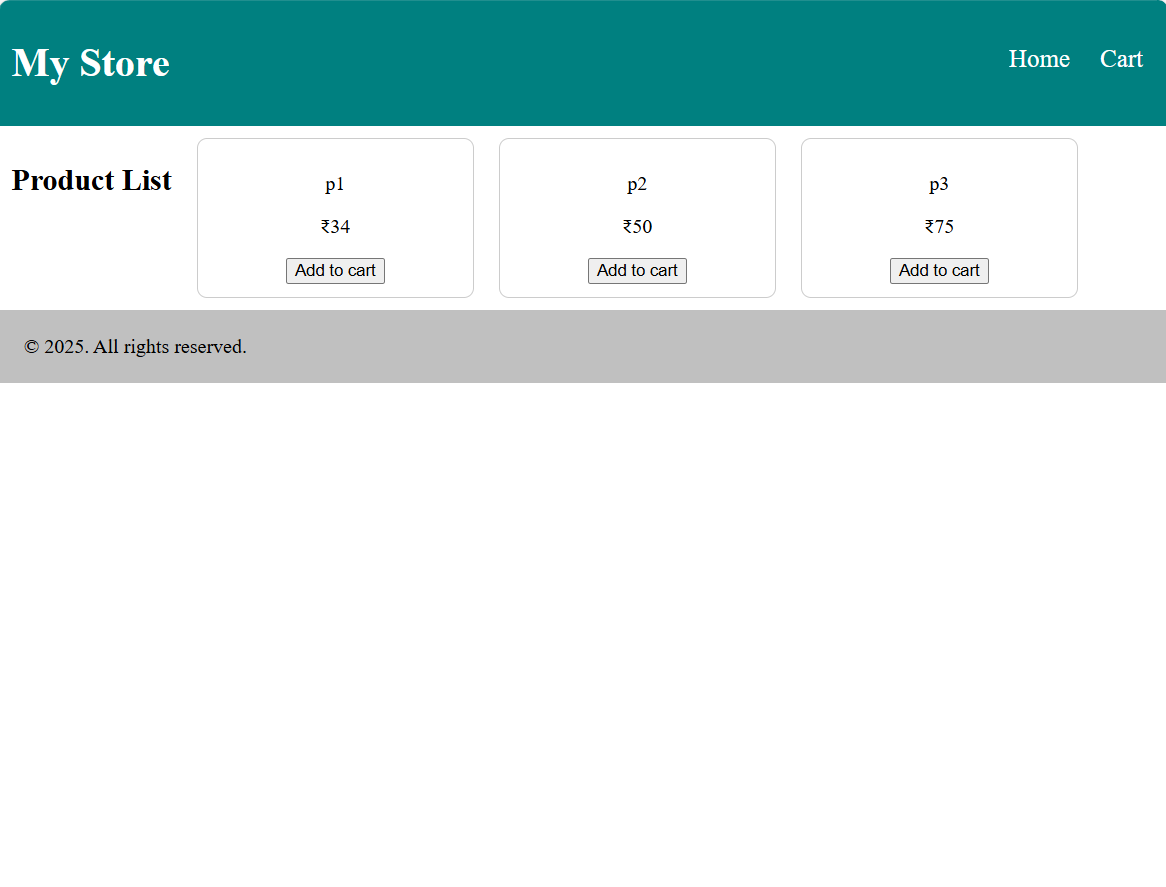 My Store
Home Cart
Product List
p1
₹34
Add to cart
p2
₹50
Add to cart
p3
₹75
Add to cart
© 2025. All rights reserved.